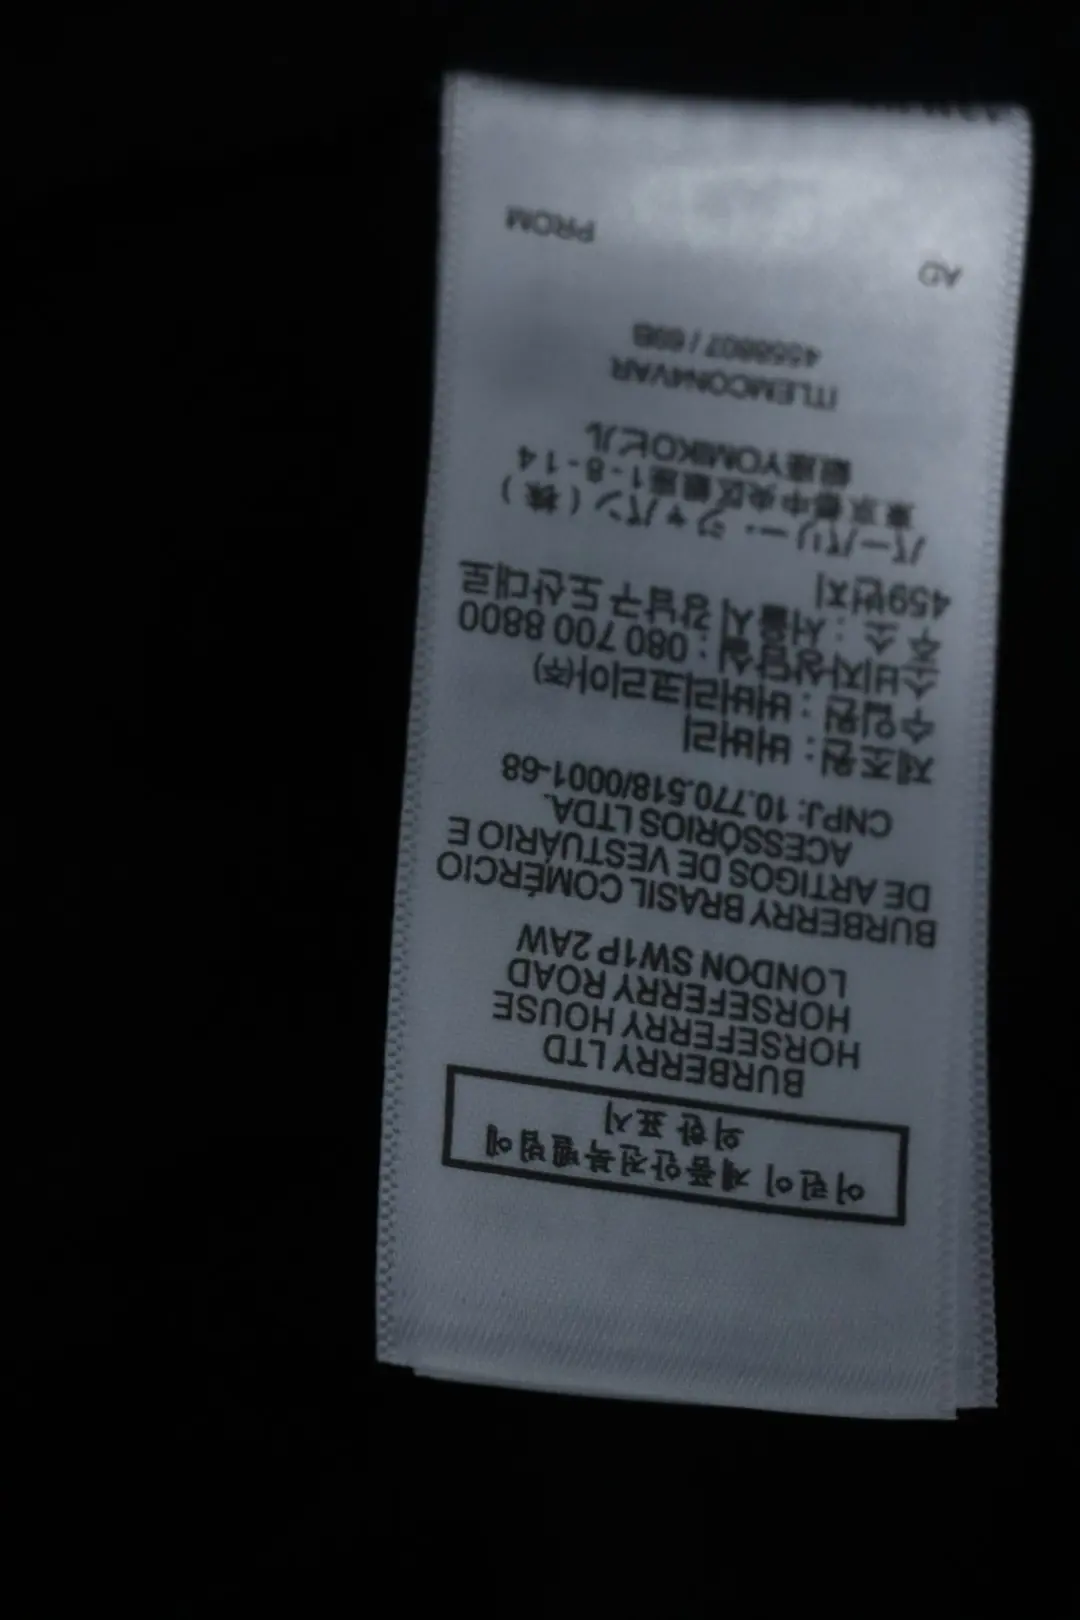 어린이 제품안전특별법에
의한 표시
BURBERRY LTD
HORSEFERRY HOUSE
HORSEFERRY ROAD
LONDON SW1P 2AW
BURBERRY BRASIL COMÉRCIO
DE ARTIGOS DE VESTUÁRIO E
ACESSÓRIOS LTDA.
CNPJ: 10.770.518/0001-68
제조원 : 버버리
수입원 : 버버리코리아(주)
소비자상담실 : 080 700 8800
주 소 : 서울시 강남구 도산대로
459번지
バーバリー・ジャパン(株)
東京都中央区銀座1-8-14
銀座YOMIKOビル
ITLEMCON4VAR
AD
PROM